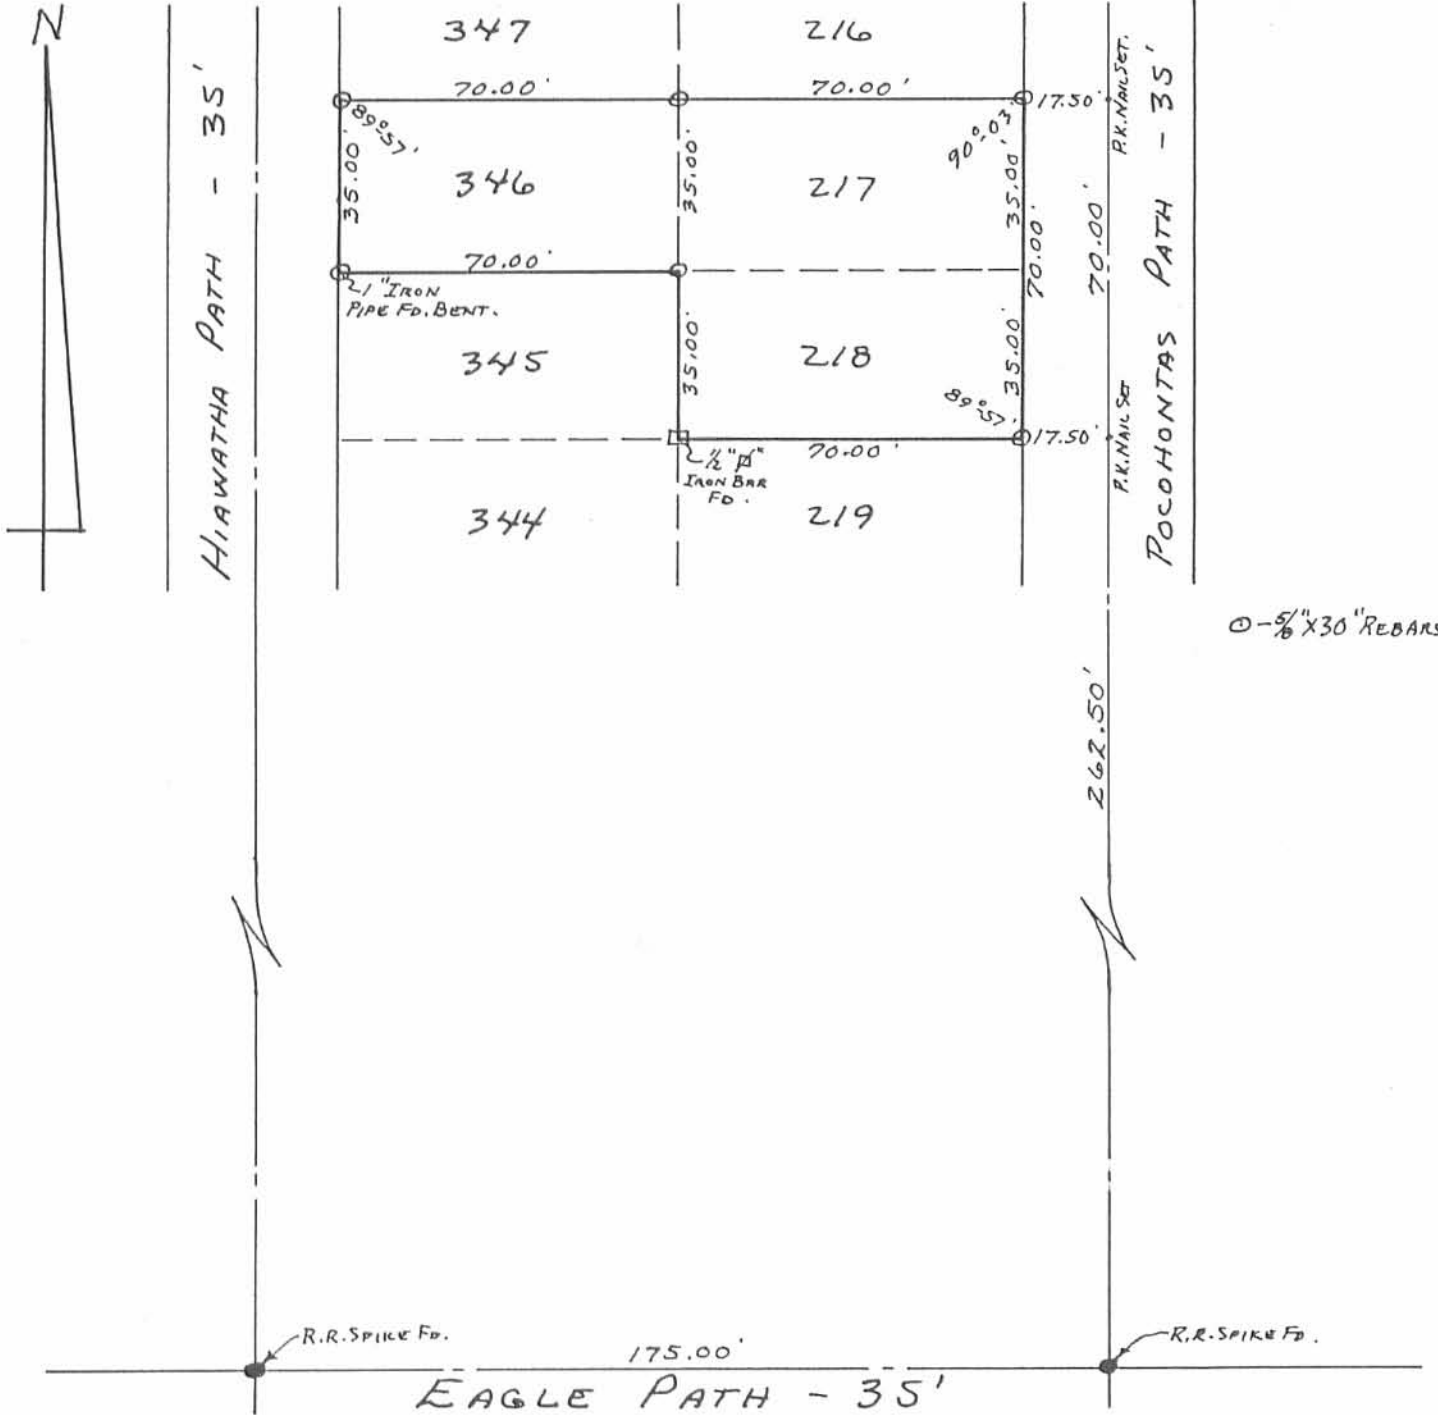 N
347
216
70.00'
70.00'
17.50'
P.K. NAIL SET.
89°-57'
90°-03'
35.00'
35.00'
35.00'
346
217
HIAWATHA PATH - 35'
POCOHONTAS PATH - 35'
70.00'
70.00'
70.00'
1" IRON
PIPE FD. BENT.
345
218
35.00'
35.00'
89°-57'
17.50'
P.K. NAIL SET
70.00'
1/2"
IRON BAR
FD.
344
219
- 5/8" X 30" REBARS
262.50'
R.R. SPIKE FD.
175.00'
R.R. SPIKE FD.
EAGLE PATH - 35'